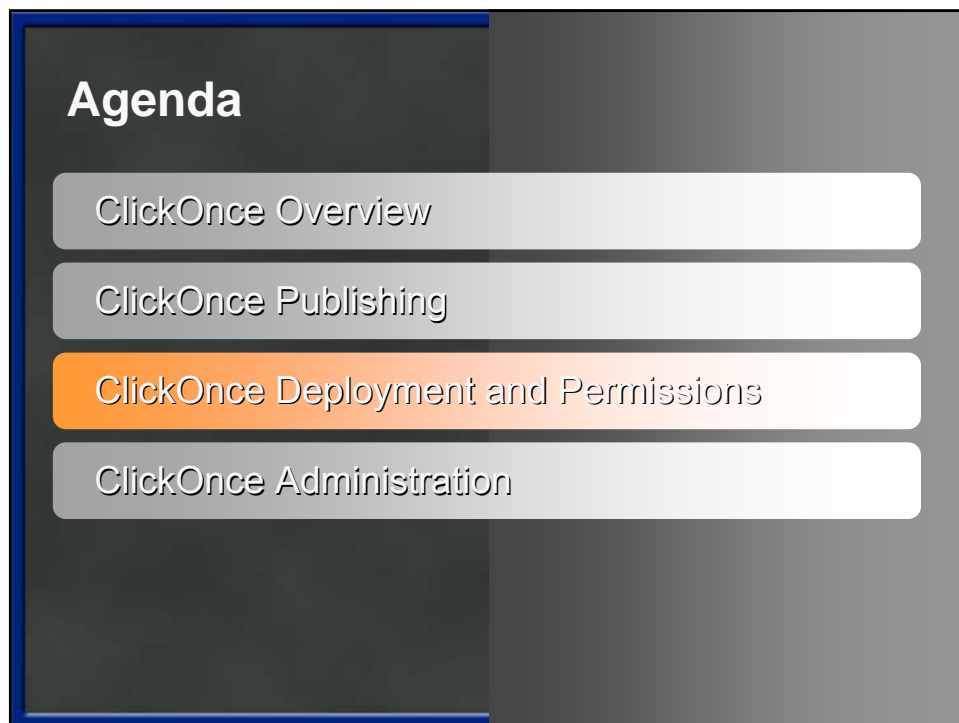 Agenda
ClickOnce Overview
ClickOnce Publishing
ClickOnce Deployment and Permissions
ClickOnce Administration